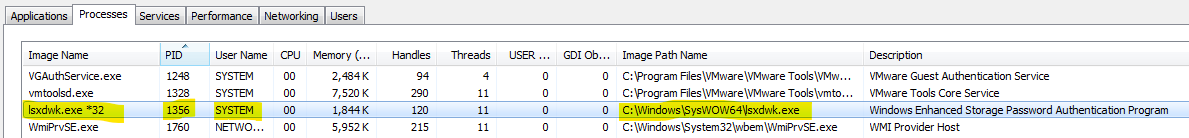 Applications Processes Services Performance Networking Users
Image Name PID User Name CPU Memory (... Handles Threads USER ... GDI Ob... Image Path Name Description
VGAuthService.exe 1248 SYSTEM 00 2,484 K 94 4 0 0 C:\Program Files\VMware\VMware Tools\VMw... VMware Guest Authentication Service
vmtoolsd.exe 1328 SYSTEM 00 7,520 K 290 11 0 0 C:\Program Files\VMware\VMware Tools\vmto... VMware Tools Core Service
lsxdwk.exe *32 1356 SYSTEM 00 1,844 K 120 11 0 0 C:\Windows\SysWOW64\lsxdwk.exe Windows Enhanced Storage Password Authentication Program
WmiPrvSE.exe 1760 NETWO... 00 5,952 K 215 11 0 0 C:\Windows\System32\wbem\WmiPrvSE.exe WMI Provider Host